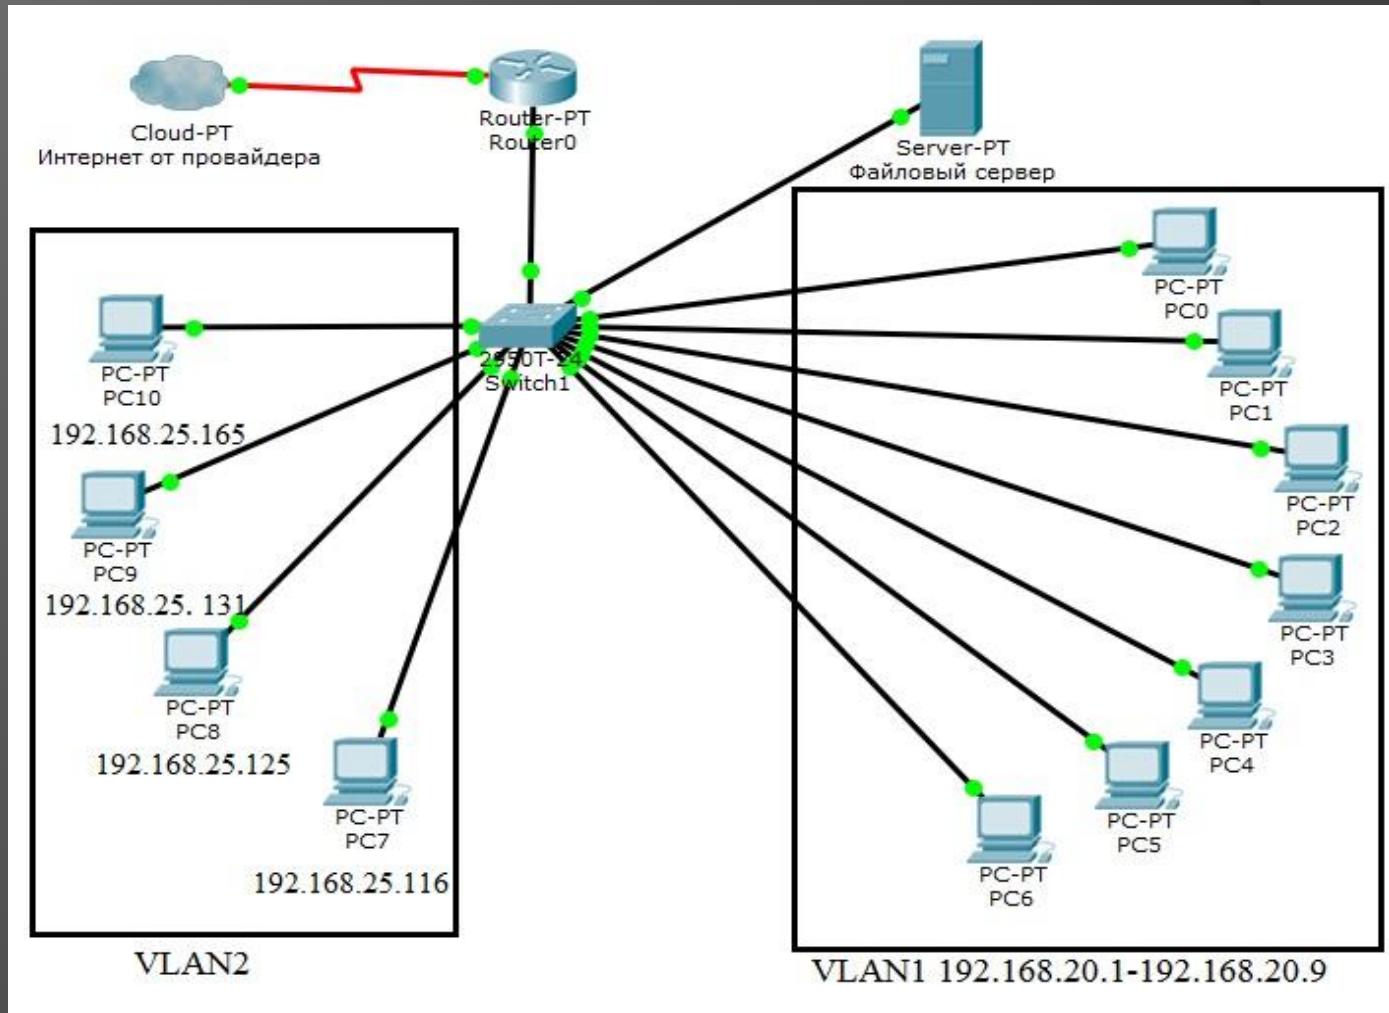 Cloud-PT
Интернет от провайдера
Router-PT
Router0
Server-PT
Файловый сервер
2950T-24
Switch1
PC-PT
PC10
192.168.25.165
PC-PT
PC9
192.168.25. 131
PC-PT
PC8
192.168.25.125
PC-PT
PC7
192.168.25.116
VLAN2
PC-PT
PC0
PC-PT
PC1
PC-PT
PC2
PC-PT
PC3
PC-PT
PC4
PC-PT
PC5
PC-PT
PC6
VLAN1 192.168.20.1-192.168.20.9